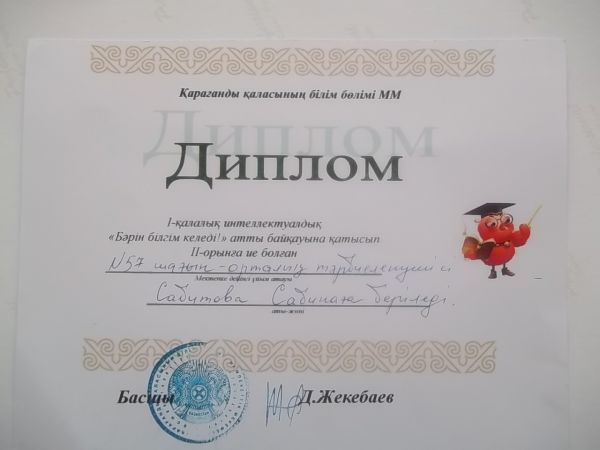 Қарағанды қаласының білім бөлімі ММ
Диплом
I-қалалық интеллектуалдық
«Бәрін білгім келеді!» атты байқауына қатысып
II-орынға ие болған
№57 шағын-орталық тәрбиеленушісі
Мектепке дейінгі ұйым атауы
Сабитова Сабинаға беріледі.
аты-жөні
Басшы
Д.Жекебаев